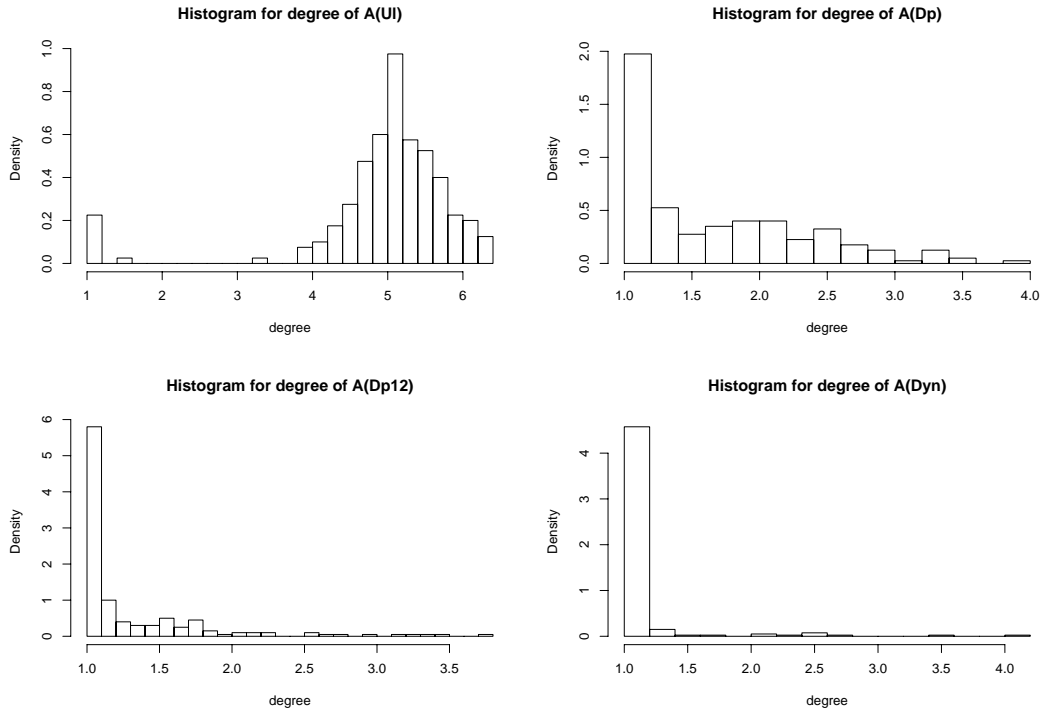 Histogram for degree of A(Ul)
Density
0.0 0.2 0.4 0.6 0.8 1.0
1 2 3 4 5 6
degree
Histogram for degree of A(Dp)
Density
0.0 0.5 1.0 1.5 2.0
1.0 1.5 2.0 2.5 3.0 3.5 4.0
degree
Histogram for degree of A(Dp12)
Density
0 1 2 3 4 5 6
1.0 1.5 2.0 2.5 3.0 3.5
degree
Histogram for degree of A(Dyn)
Density
0 1 2 3 4
1.0 1.5 2.0 2.5 3.0 3.5 4.0
degree